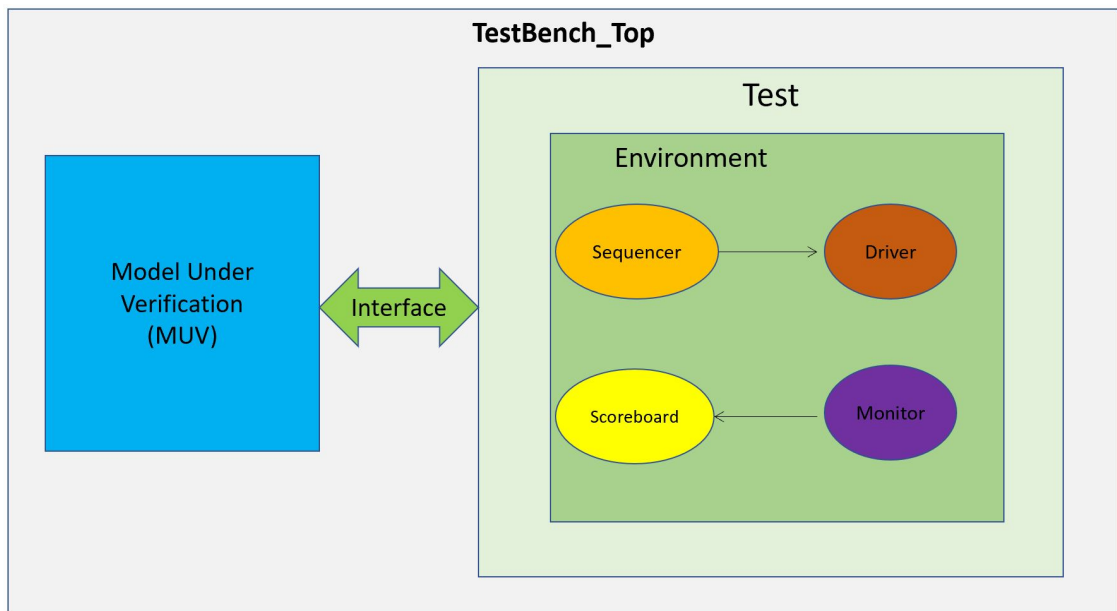 TestBench_Top
Test
Environment
Sequencer
Driver
Model Under
Verification
(MUV)
Interface
Scoreboard
Monitor